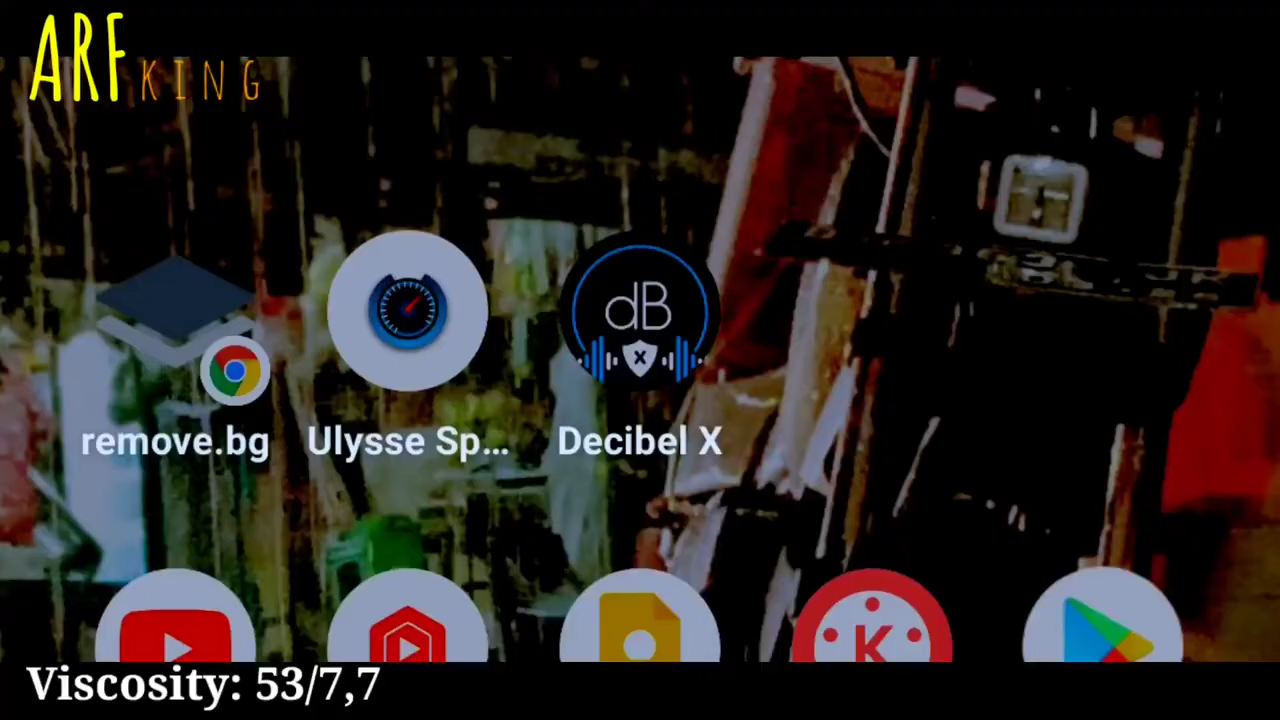 ARF KING
dB
X
remove.bg
Ulysse Sp...
Decibel X
K
Viscosity: 53/7,7